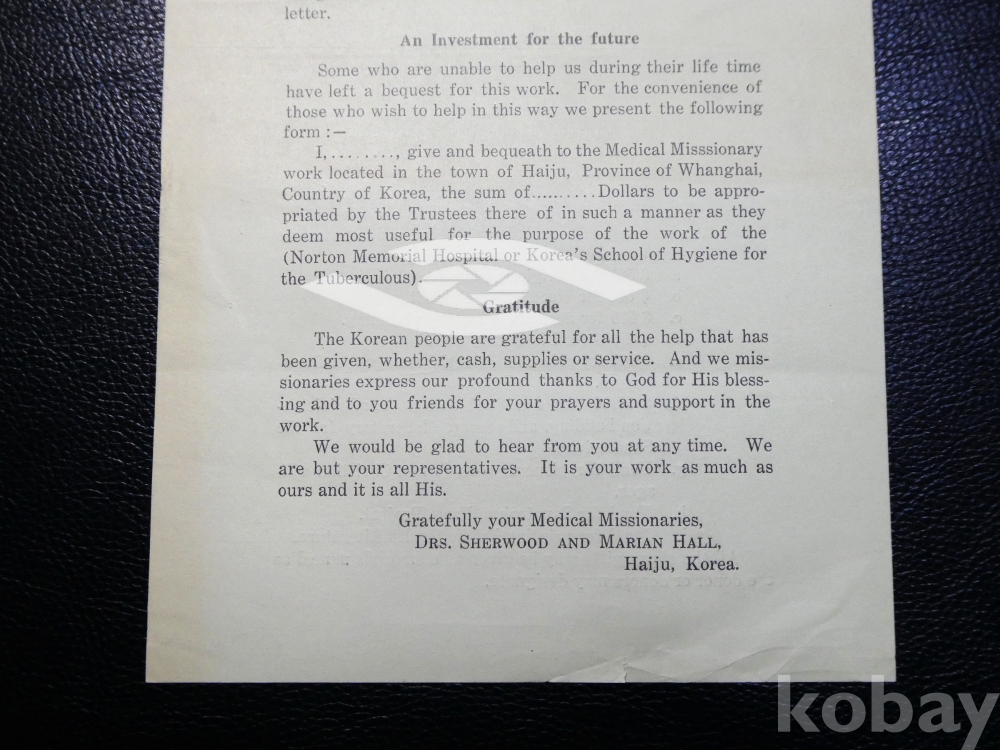 letter.
An Investment for the future
Some who are unable to help us during their life time
have left a bequest for this work. For the convenience of
those who wish to help in this way we present the following
form :—
I,........, give and bequeath to the Medical Misssionary
work located in the town of Haiju, Province of Whanghai,
Country of Korea, the sum of..........Dollars to be appro-
priated by the Trustees there of in such a manner as they
deem most useful for the purpose of the work of the
(Norton Memorial Hospital or Korea's School of Hygiene for
the Tuberculous).
Gratitude
The Korean people are grateful for all the help that has
been given, whether, cash, supplies or service. And we mis-
sionaries express our profound thanks to God for His bless-
ing and to you friends for your prayers and support in the
work.
We would be glad to hear from you at any time. We
are but your representatives. It is your work as much as
ours and it is all His.
Gratefully your Medical Missionaries,
DRS. SHERWOOD AND MARIAN HALL,
Haiju, Korea.
kobay